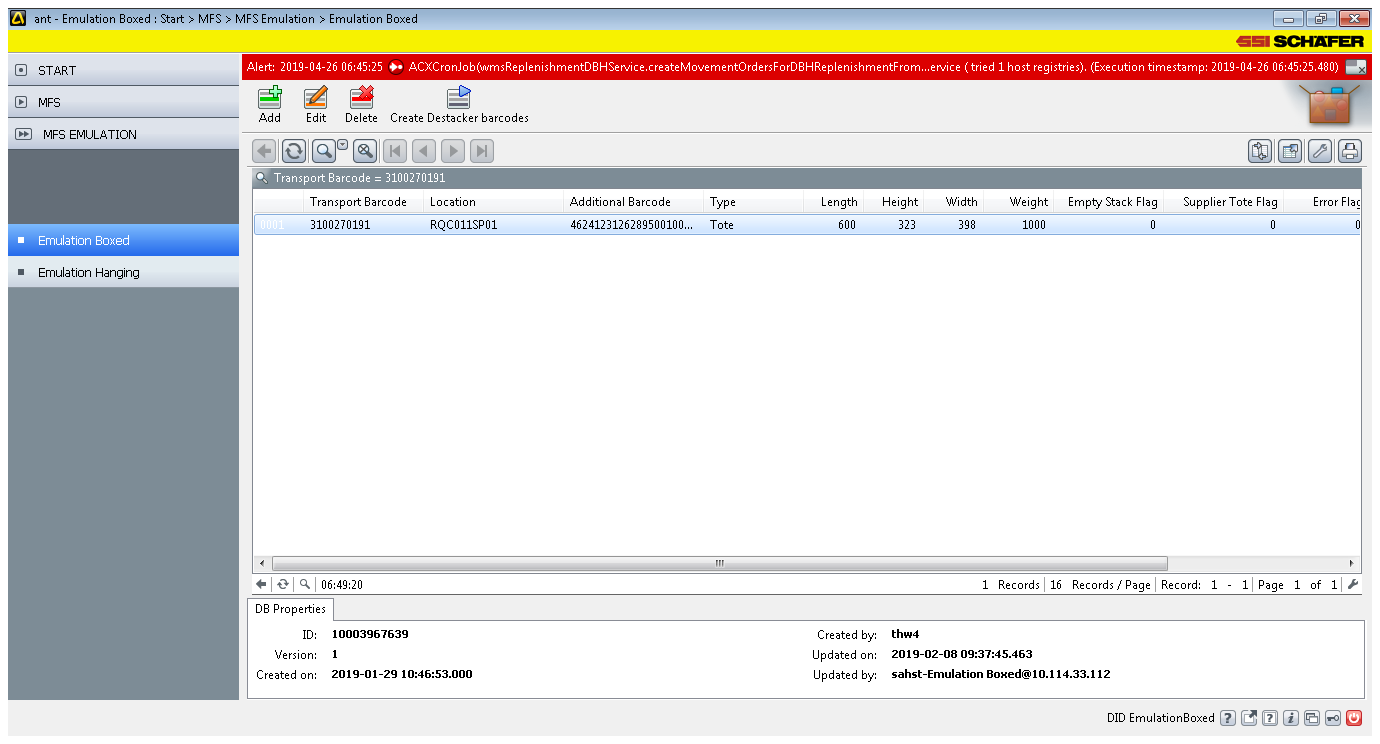 ant - Emulation Boxed : Start > MFS > MFS Emulation > Emulation Boxed
SSI SCHÄFER
START
MFS
MFS EMULATION
Emulation Boxed
Emulation Hanging
Alert: 2019-04-26 06:45:25 ACXCronJob(wmsReplenishmentDBHService.createMovementOrdersForDBHReplenishmentFrom...ervice ( tried 1 host registries). (Execution timestamp: 2019-04-26 06:45:25.480)
Add Edit Delete Create Destacker barcodes
Transport Barcode = 3100270191
Transport Barcode Location Additional Barcode Type Length Height Width Weight Empty Stack Flag Supplier Tote Flag Error Flag
0001 3100270191 RQC011SP01 4624123126289500100... Tote 600 323 398 1000 0 0 0
06:49:20 1 Records 16 Records / Page Record: 1 - 1 Page 1 of 1
DB Properties
ID: 10003967639 Created by: thw4
Version: 1 Updated on: 2019-02-08 09:37:45.463
Created on: 2019-01-29 10:46:53.000 Updated by: sahst-Emulation Boxed@10.114.33.112
DID EmulationBoxed